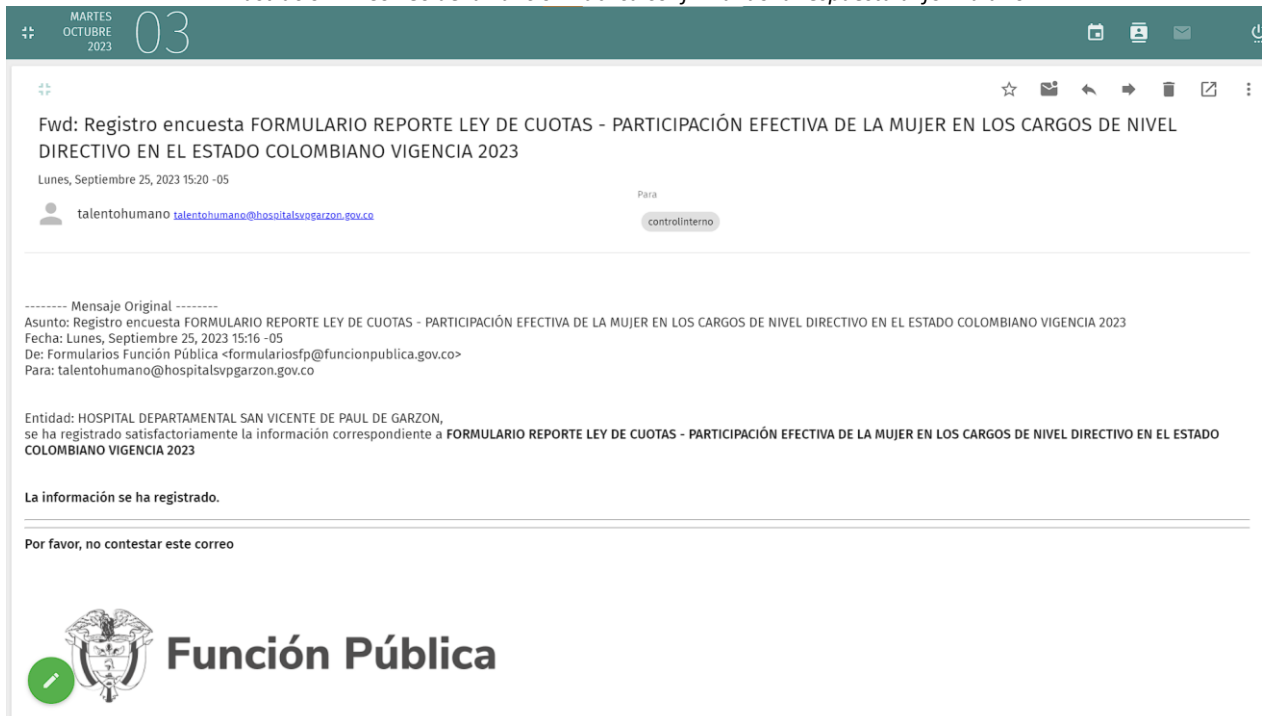 MARTES
OCTUBRE
2023
03
Fwd: Registro encuesta FORMULARIO REPORTE LEY DE CUOTAS - PARTICIPACIÓN EFECTIVA DE LA MUJER EN LOS CARGOS DE NIVEL
DIRECTIVO EN EL ESTADO COLOMBIANO VIGENCIA 2023
Lunes, Septiembre 25, 2023 15:20 -05
talentohumano talentohumano@hospitalsvpgarzon.gov.co
Para
controlinterno
-------- Mensaje Original --------
Asunto: Registro encuesta FORMULARIO REPORTE LEY DE CUOTAS - PARTICIPACIÓN EFECTIVA DE LA MUJER EN LOS CARGOS DE NIVEL DIRECTIVO EN EL ESTADO COLOMBIANO VIGENCIA 2023
Fecha: Lunes, Septiembre 25, 2023 15:16 -05
De: Formularios Función Pública <formulariosfp@funcionpublica.gov.co>
Para: talentohumano@hospitalsvpgarzon.gov.co
Entidad: HOSPITAL DEPARTAMENTAL SAN VICENTE DE PAUL DE GARZON,
se ha registrado satisfactoriamente la información correspondiente a FORMULARIO REPORTE LEY DE CUOTAS - PARTICIPACIÓN EFECTIVA DE LA MUJER EN LOS CARGOS DE NIVEL DIRECTIVO EN EL ESTADO
COLOMBIANO VIGENCIA 2023
La información se ha registrado.
Por favor, no contestar este correo
Función Pública